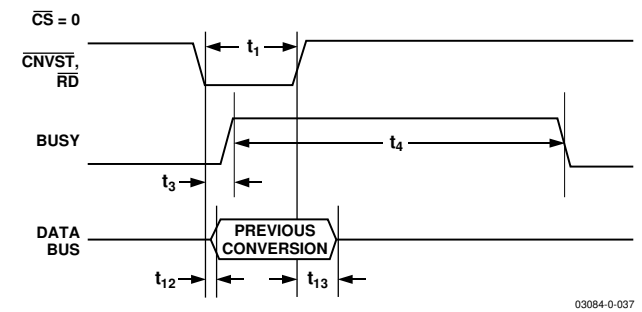 CS = 0
t1
CNVST,
RD
BUSY
t4
t3
DATA
BUS
PREVIOUS
CONVERSION
t12
t13
03084-0-037